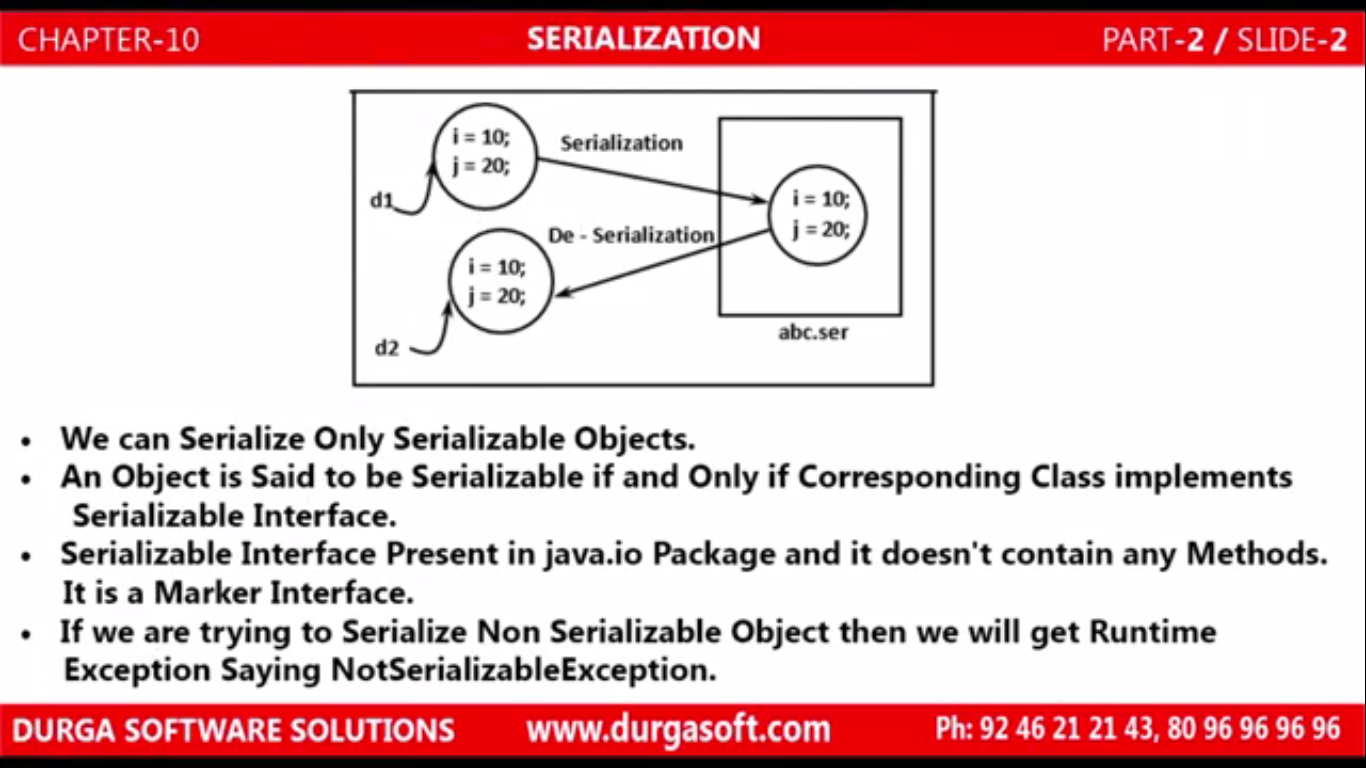 CHAPTER-10
SERIALIZATION
PART-2 / SLIDE-2
i = 10;
j = 20;
Serialization
d1
i = 10;
j = 20;
De - Serialization
i = 10;
j = 20;
d2
abc.ser
• We can Serialize Only Serializable Objects.
• An Object is Said to be Serializable if and Only if Corresponding Class implements
Serializable Interface.
• Serializable Interface Present in java.io Package and it doesn't contain any Methods.
It is a Marker Interface.
• If we are trying to Serialize Non Serializable Object then we will get Runtime
Exception Saying NotSerializableException.
DURGA SOFTWARE SOLUTIONS
www.durgasoft.com
Ph: 92 46 21 21 43, 80 96 96 96 96